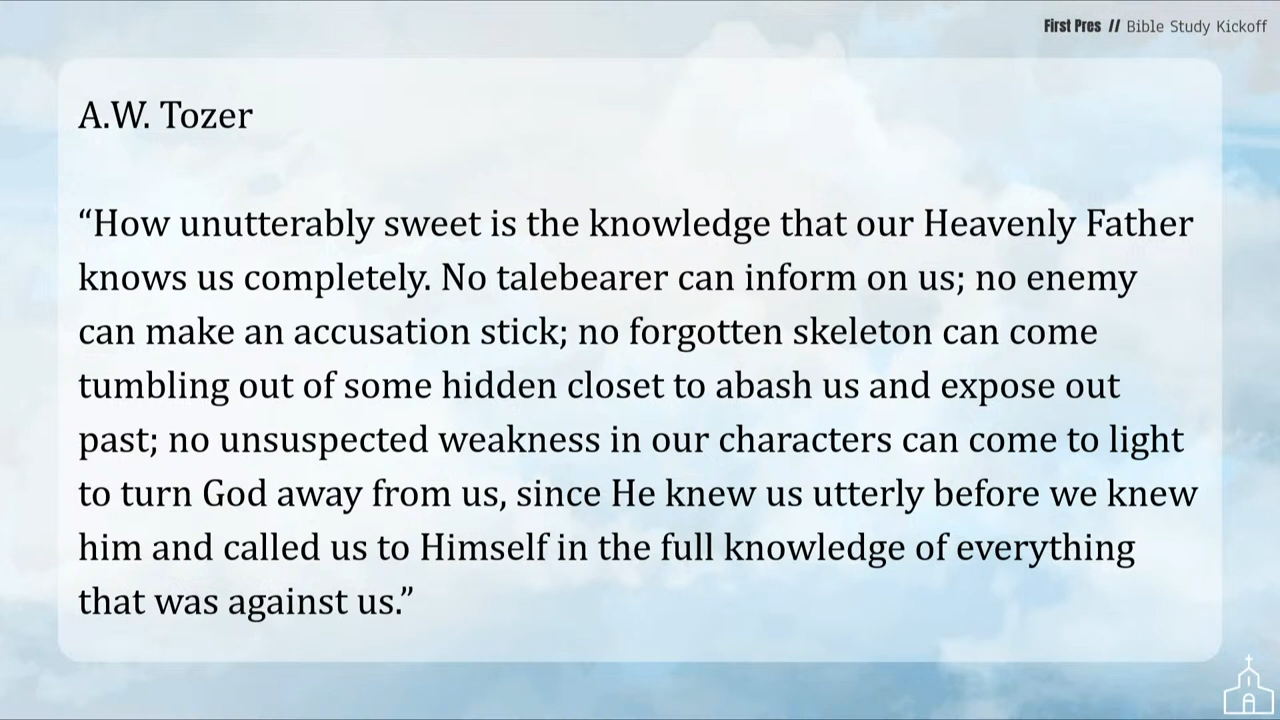 First Pres // Bible Study Kickoff
A.W. Tozer
“How unutterably sweet is the knowledge that our Heavenly Father
knows us completely. No talebearer can inform on us; no enemy
can make an accusation stick; no forgotten skeleton can come
tumbling out of some hidden closet to abash us and expose out
past; no unsuspected weakness in our characters can come to light
to turn God away from us, since He knew us utterly before we knew
him and called us to Himself in the full knowledge of everything
that was against us.”